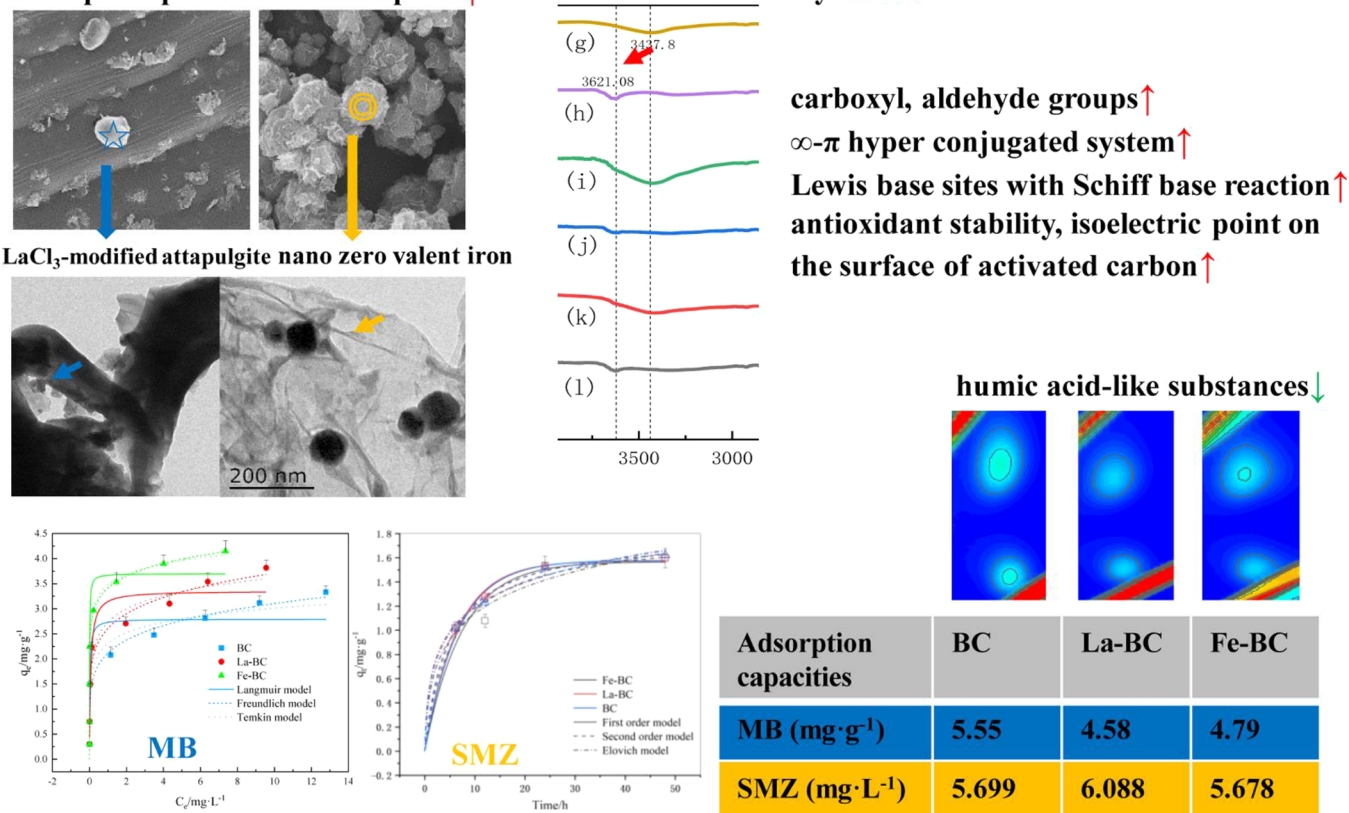 (g)
3437.8
3621.08
(h)
(i)
(j)
(k)
(l)
3500 3000
carboxyl, aldehyde groups↑
∞-π hyper conjugated system↑
Lewis base sites with Schiff base reaction↑
antioxidant stability, isoelectric point on
the surface of activated carbon↑
LaCl₃-modified attapulgite nano zero valent iron
200 nm
humic acid-like substances↓
4.5
4.0
3.5
3.0
2.5
2.0
1.5
1.0
0.5
0.0
qₑ/mg·g⁻¹
BC
La-BC
Fe-BC
Langmuir model
Freundlich model
Temkin model
MB
-2 0 2 4 6 8 10 12 14
Cₑ/mg·L⁻¹
1.8
1.6
1.4
1.2
1.0
0.8
0.6
0.4
0.2
0.0
-0.2
Fe-BC
La-BC
BC
First order model
Second order model
Elovich model
SMZ
0 10 20 30 40 50
Time/h
Adsorption capacities BC La-BC Fe-BC
MB (mg·g⁻¹) 5.55 4.58 4.79
SMZ (mg·L⁻¹) 5.699 6.088 5.678